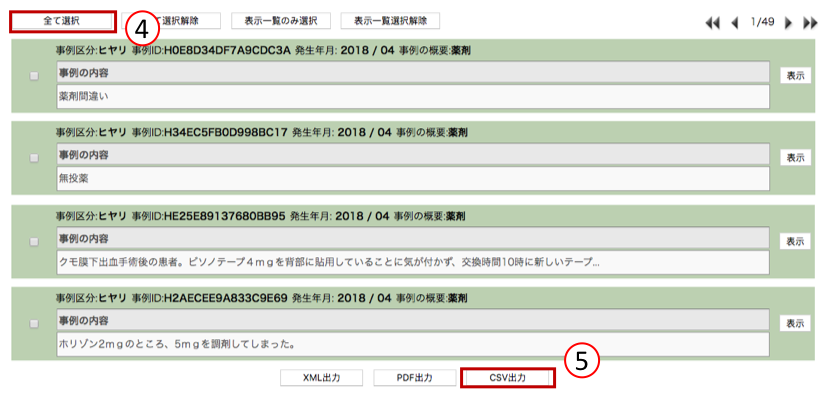 全て選択 ④ て選択解除 表示一覧のみ選択 表示一覧選択解除 1/49
事例区分:ヒヤリ 事例ID:H0E8D34DF7A9CDC3A 発生年月: 2018 / 04 事例の概要:薬剤
事例の内容
表示
薬剤間違い
事例区分:ヒヤリ 事例ID:H34EC5FB0D998BC17 発生年月: 2018 / 04 事例の概要:薬剤
事例の内容
表示
無投薬
事例区分:ヒヤリ 事例ID:HE25E89137680BB95 発生年月: 2018 / 04 事例の概要:薬剤
事例の内容
表示
クモ膜下出血手術後の患者。ビソノテープ4mgを背部に貼用していることに気が付かず、交換時間10時に新しいテープ...
事例区分:ヒヤリ 事例ID:H2AECEE9A833C9E69 発生年月: 2018 / 04 事例の概要:薬剤
事例の内容
表示
ホリゾン2mgのところ、5mgを調剤してしまった。
XML出力 PDF出力 CSV出力 ⑤